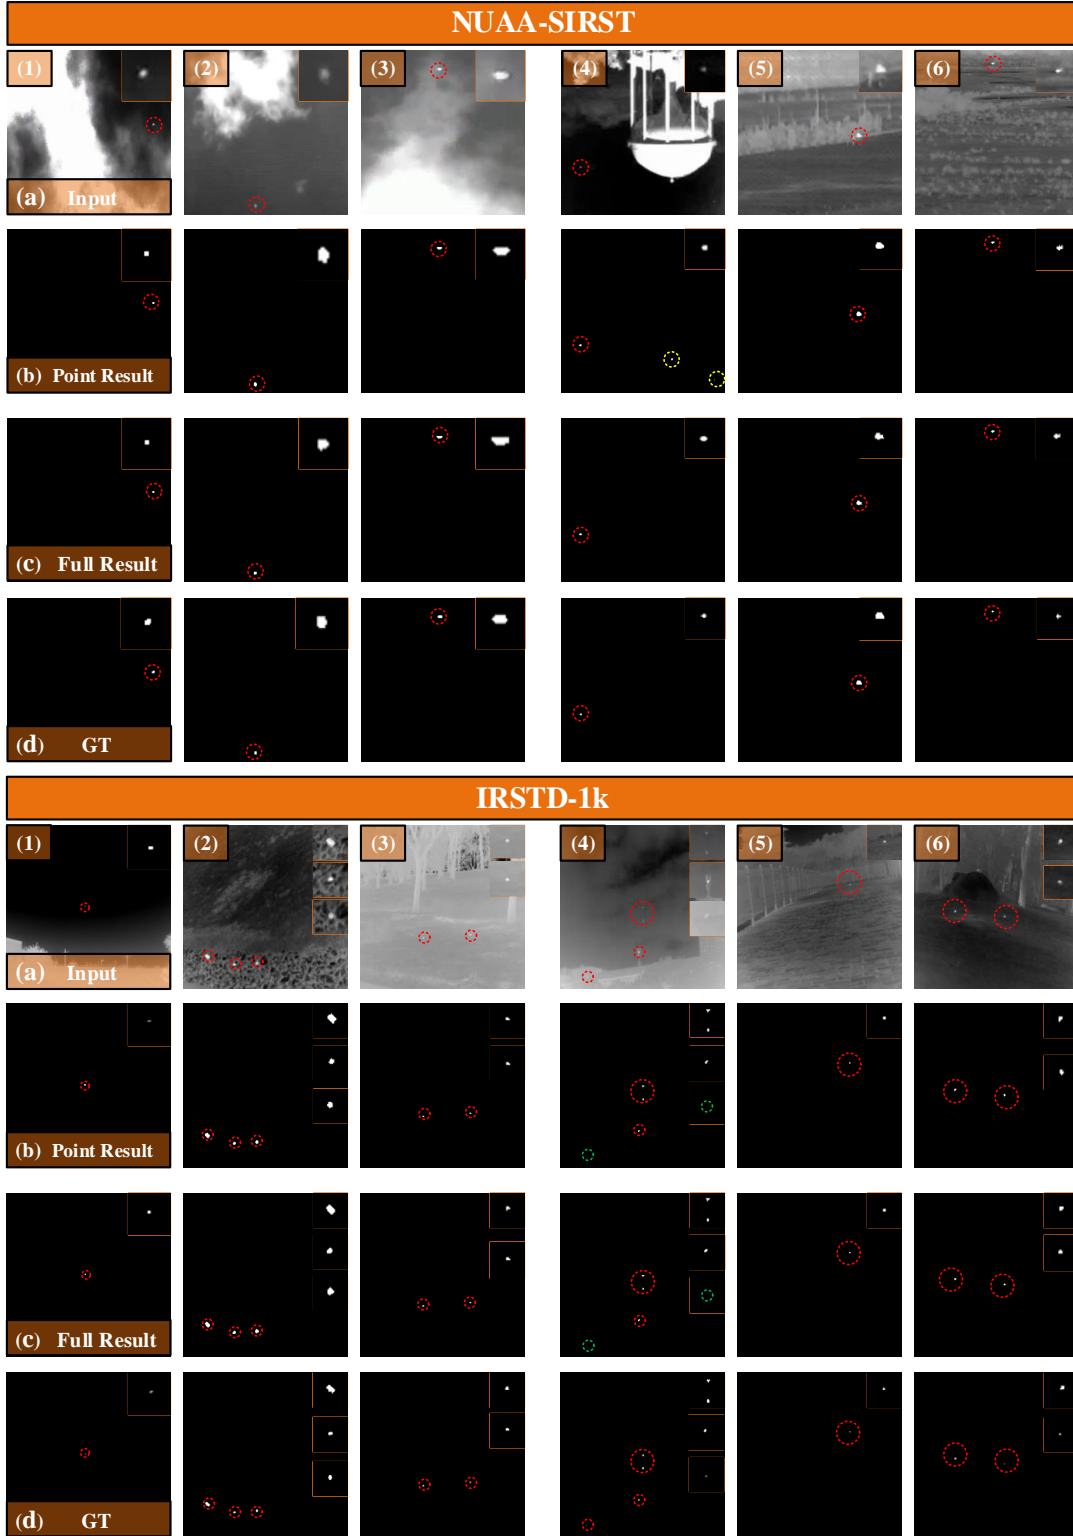 NUAA-SIRST
(1) (2) (3) (4) (5) (6)
(a) Input
(b) Point Result
(c) Full Result
(d) GT
IRSTD-1k
(1) (2) (3) (4) (5) (6)
(a) Input
(b) Point Result
(c) Full Result
(d) GT